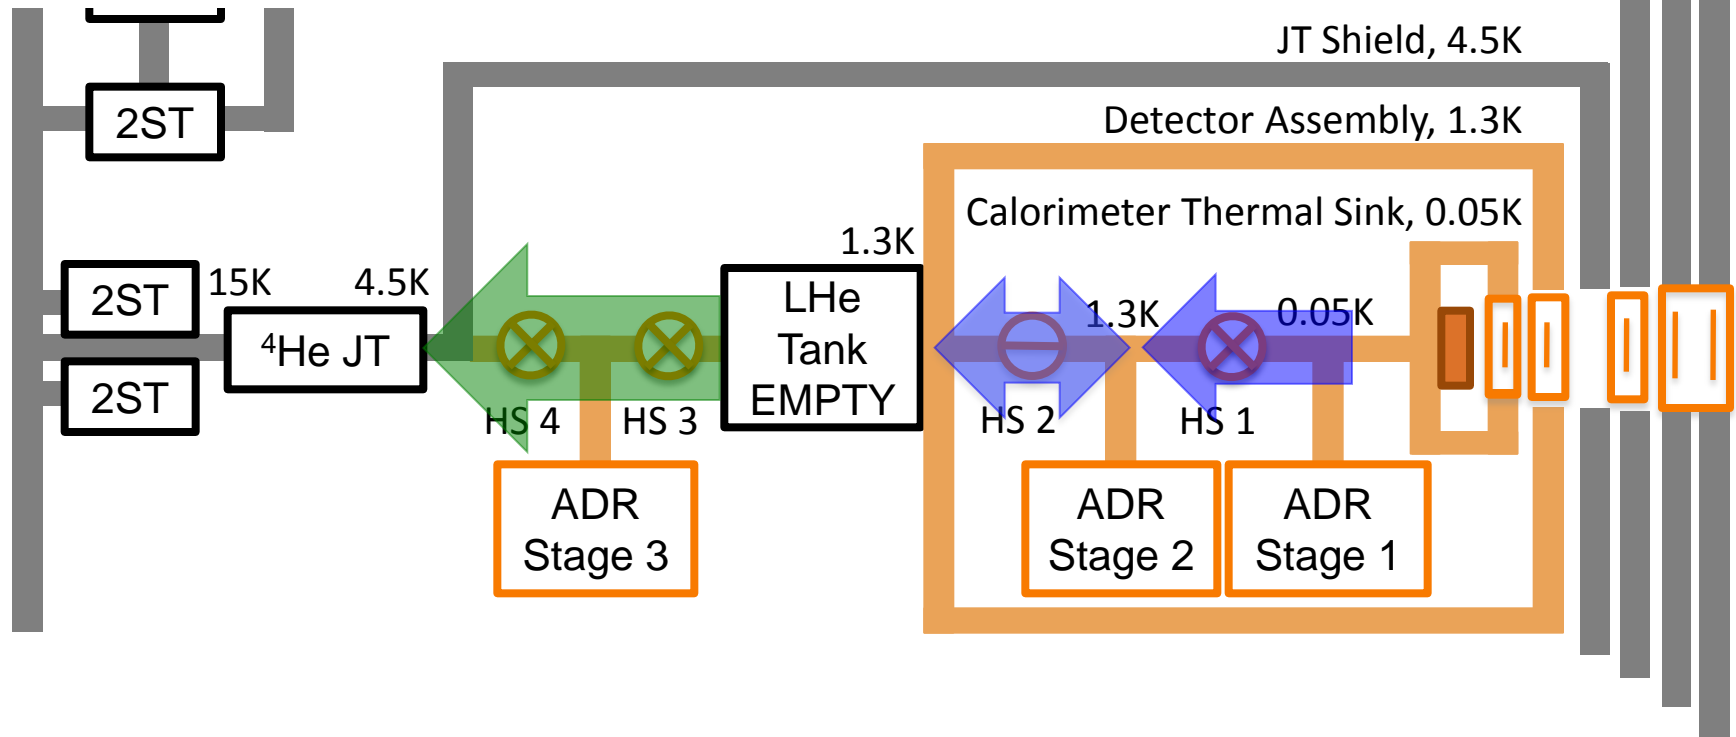 JT Shield, 4.5K
2ST
Detector Assembly, 1.3K
Calorimeter Thermal Sink, 0.05K
1.3K
2ST
15K
4.5K
LHe
Tank
EMPTY
1.3K
0.05K
⁴He JT
2ST
HS 4
HS 3
HS 2
HS 1
ADR
Stage 3
ADR
Stage 2
ADR
Stage 1